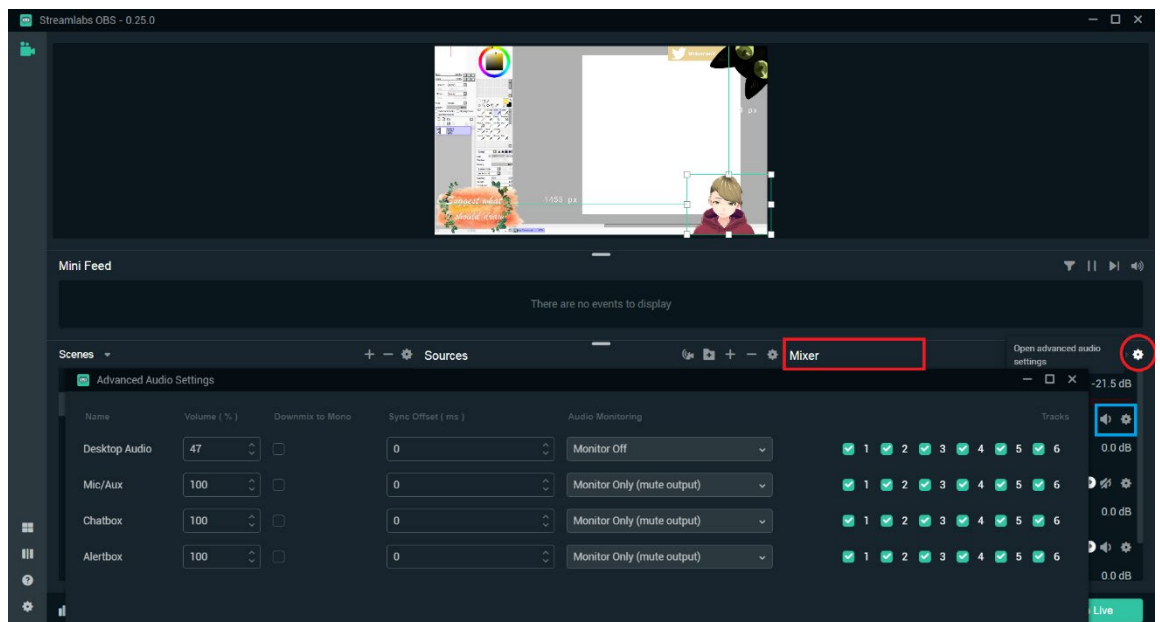 Streamlabs OBS - 0.25.0
1458 px
px
Mini Feed
There are no events to display
Scenes
Sources
Mixer
Open advanced audio
settings
-21.5 dB
Advanced Audio Settings
Name Volume ( % ) Downmix to Mono Sync Offset ( ms ) Audio Monitoring Tracks
Desktop Audio 47 0 Monitor Off 1 2 3 4 5 6
0.0 dB
Mic/Aux 100 0 Monitor Only (mute output) 1 2 3 4 5 6
Chatbox 100 0 Monitor Only (mute output) 1 2 3 4 5 6
0.0 dB
Alertbox 100 0 Monitor Only (mute output) 1 2 3 4 5 6
0.0 dB
Live